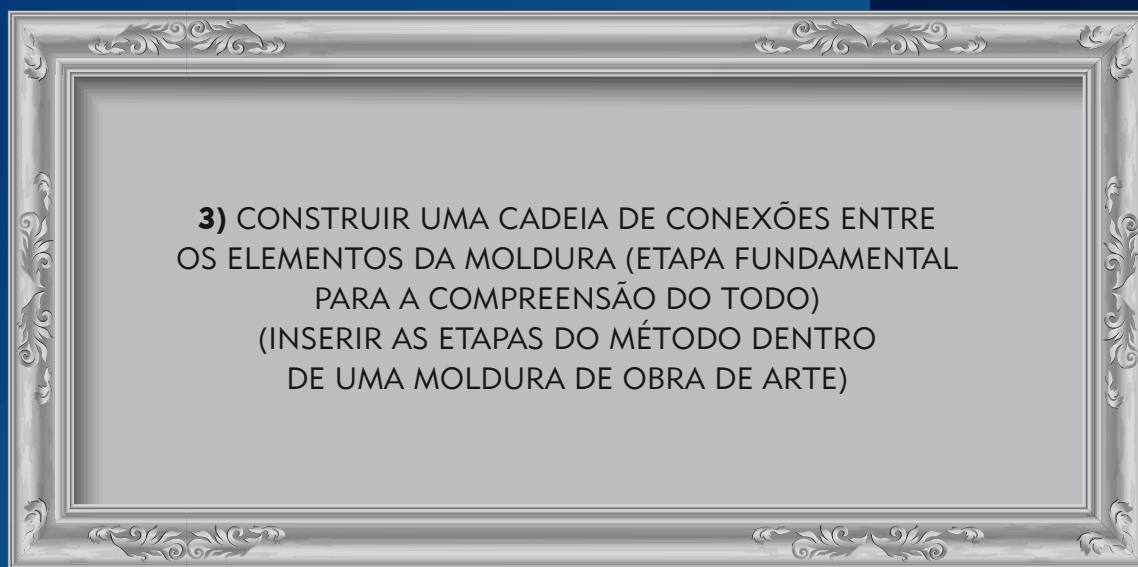 3) CONSTRUIR UMA CADEIA DE CONEXÕES ENTRE
OS ELEMENTOS DA MOLDURA (ETAPA FUNDAMENTAL
PARA A COMPREENSÃO DO TODO)
(INSERIR AS ETAPAS DO MÉTODO DENTRO
DE UMA MOLDURA DE OBRA DE ARTE)